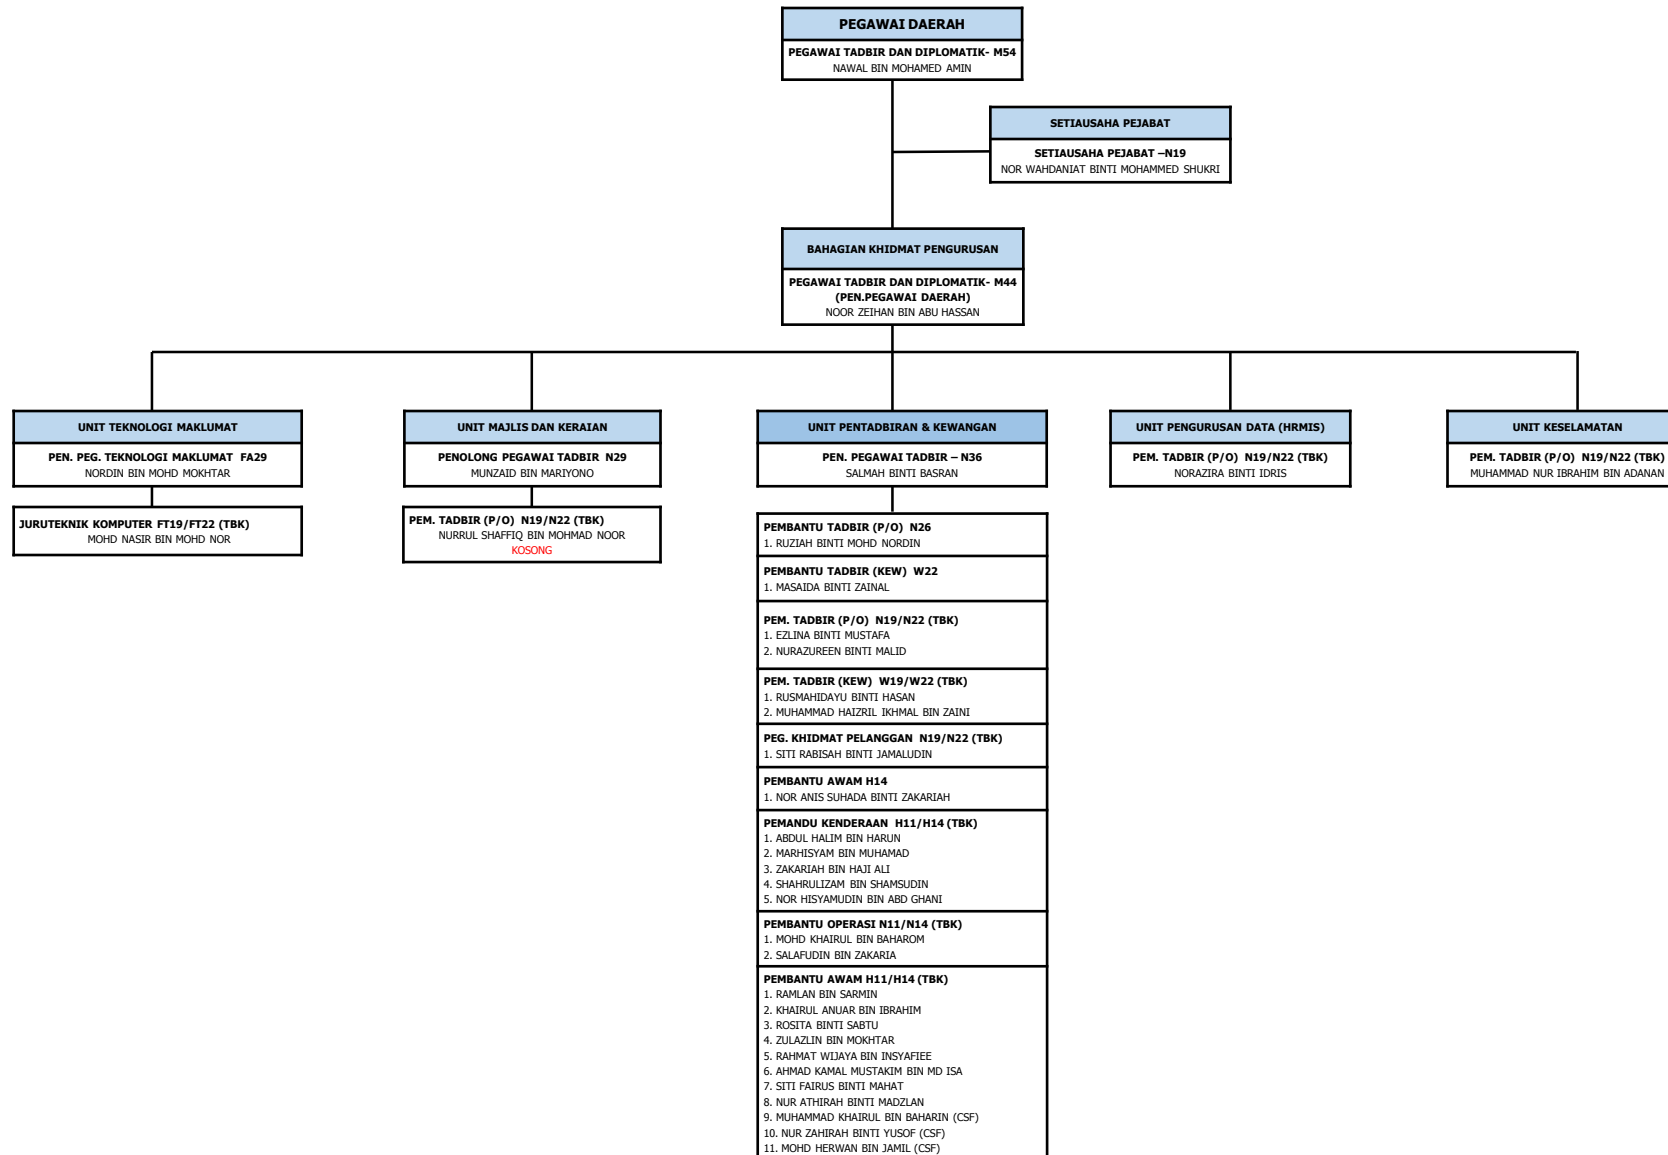 PEGAWAI DAERAH
PEGAWAI TADBIR DAN DIPLOMATIK- M54
NAWAL BIN MOHAMED AMIN
SETIAUSAHA PEJABAT
SETIAUSAHA PEJABAT –N19
NOR WAHDANIAT BINTI MOHAMMED SHUKRI
BAHAGIAN KHIDMAT PENGURUSAN
PEGAWAI TADBIR DAN DIPLOMATIK- M44
(PEN.PEGAWAI DAERAH)
NOOR ZEIHAN BIN ABU HASSAN
UNIT TEKNOLOGI MAKLUMAT
PEN. PEG. TEKNOLOGI MAKLUMAT FA29
NORDIN BIN MOHD MOKHTAR
JURUTEKNIK KOMPUTER FT19/FT22 (TBK)
MOHD NASIR BIN MOHD NOR
UNIT MAJLIS DAN KERAIAN
PENOLONG PEGAWAI TADBIR N29
MUNZAID BIN MARIYONO
PEM. TADBIR (P/O) N19/N22 (TBK)
NURRUL SHAFFIQ BIN MOHMAD NOOR
KOSONG
UNIT PENTADBIRAN & KEWANGAN
PEN. PEGAWAI TADBIR – N36
SALMAH BINTI BASRAN
PEMBANTU TADBIR (P/O) N26
1. RUZIAH BINTI MOHD NORDIN
PEMBANTU TADBIR (KEW) W22
1. MASAIDA BINTI ZAINAL
PEM. TADBIR (P/O) N19/N22 (TBK)
1. EZLINA BINTI MUSTAFA
2. NURAZUREEN BINTI MALID
PEM. TADBIR (KEW) W19/W22 (TBK)
1. RUSMAHIDAYU BINTI HASAN
2. MUHAMMAD HAIZRIL IKHMAL BIN ZAINI
PEG. KHIDMAT PELANGGAN N19/N22 (TBK)
1. SITI RABISAH BINTI JAMALUDIN
PEMBANTU AWAM H14
1. NOR ANIS SUHADA BINTI ZAKARIAH
PEMANDU KENDERAAN H11/H14 (TBK)
1. ABDUL HALIM BIN HARUN
2. MARHISYAM BIN MUHAMAD
3. ZAKARIAH BIN HAJI ALI
4. SHAHRULIZAM BIN SHAMSUDIN
5. NOR HISYAMUDIN BIN ABD GHANI
PEMBANTU OPERASI N11/N14 (TBK)
1. MOHD KHAIRUL BIN BAHAROM
2. SALAFUDIN BIN ZAKARIA
PEMBANTU AWAM H11/H14 (TBK)
1. RAMLAN BIN SARMIN
2. KHAIRUL ANUAR BIN IBRAHIM
3. ROSITA BINTI SABTU
4. ZULAZLIN BIN MOKHTAR
5. RAHMAT WIJAYA BIN INSYAFIEE
6. AHMAD KAMAL MUSTAKIM BIN MD ISA
7. SITI FAIRUS BINTI MAHAT
8. NUR ATHIRAH BINTI MADZLAN
9. MUHAMMAD KHAIRUL BIN BAHARIN (CSF)
10. NUR ZAHIRAH BINTI YUSOF (CSF)
11. MOHD HERWAN BIN JAMIL (CSF)
UNIT PENGURUSAN DATA (HRMIS)
PEM. TADBIR (P/O) N19/N22 (TBK)
NORAZIRA BINTI IDRIS
UNIT KESELAMATAN
PEM. TADBIR (P/O) N19/N22 (TBK)
MUHAMMAD NUR IBRAHIM BIN ADANAN